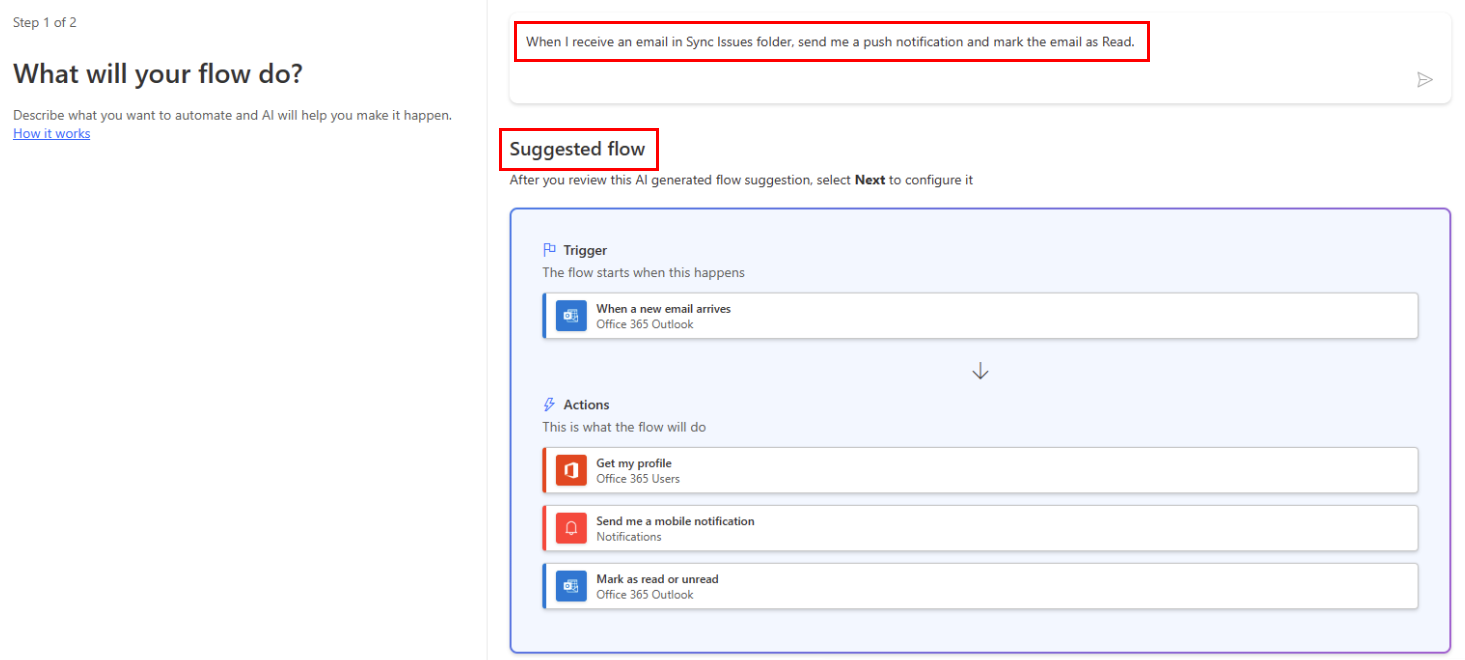 Step 1 of 2
What will your flow do?
Describe what you want to automate and AI will help you make it happen.
How it works
When I receive an email in Sync Issues folder, send me a push notification and mark the email as Read.
Suggested flow
After you review this AI generated flow suggestion, select Next to configure it
Trigger
The flow starts when this happens
When a new email arrives
Office 365 Outlook
Actions
This is what the flow will do
Get my profile
Office 365 Users
Send me a mobile notification
Notifications
Mark as read or unread
Office 365 Outlook